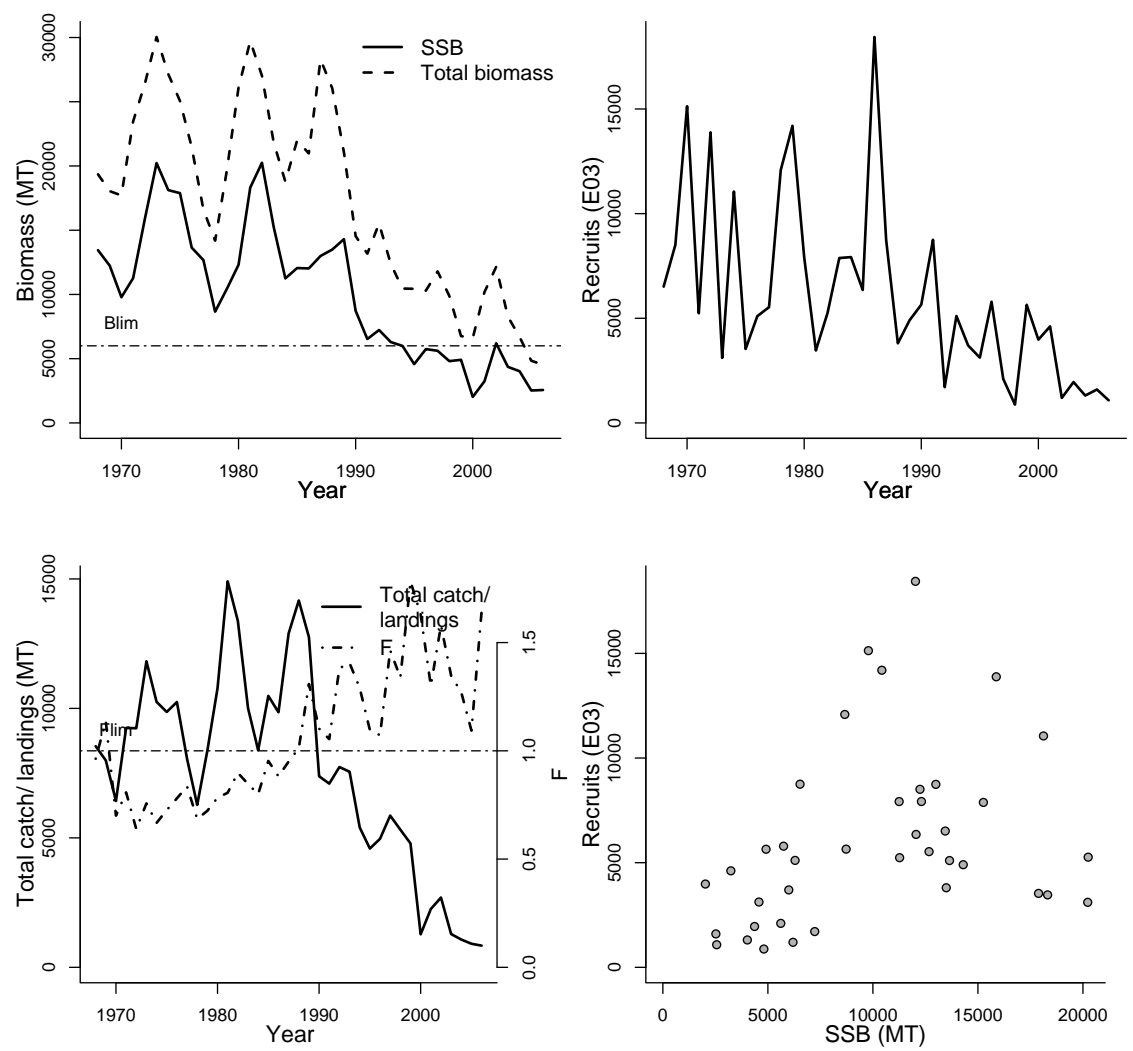 SSB
Total biomass
Biomass (MT)
0
5000
10000
20000
30000
Blim
1970
1980
1990
2000
Year
Recruits (E03)
0
5000
10000
15000
1970
1980
1990
2000
Year
Total catch/
landings
F
Total catch/ landings (MT)
0
5000
10000
15000
Flim
F
0.0
0.5
1.0
1.5
1970
1980
1990
2000
Year
Recruits (E03)
0
5000
10000
15000
0
5000
10000
15000
20000
SSB (MT)